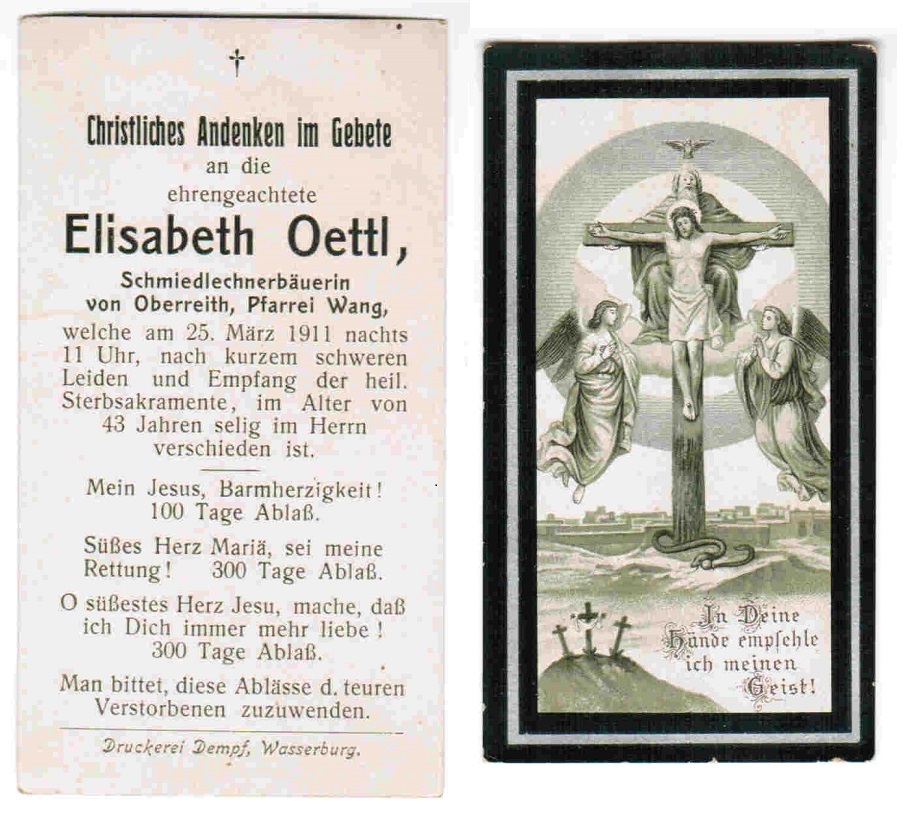 Christliches Andenken im Gebete
an die
ehrengeachtete
Elisabeth Oettl,
Schmiedlechnerbäuerin
von Oberreith, Pfarrei Wang,
welche am 25. März 1911 nachts
11 Uhr, nach kurzem schweren
Leiden und Empfang der heil.
Sterbsakramente, im Alter von
43 Jahren selig im Herrn
verschieden ist.
Mein Jesus, Barmherzigkeit!
100 Tage Ablaß.
Süßes Herz Mariä, sei meine
Rettung! 300 Tage Ablaß.
O süßestes Herz Jesu, mache, daß
ich Dich immer mehr liebe!
300 Tage Ablaß.
Man bittet, diese Ablässe d. teuren
Verstorbenen zuzuwenden.
Druckerei Dempf, Wasserburg.
In Deine
Hände empfehle
ich meinen
Geist!